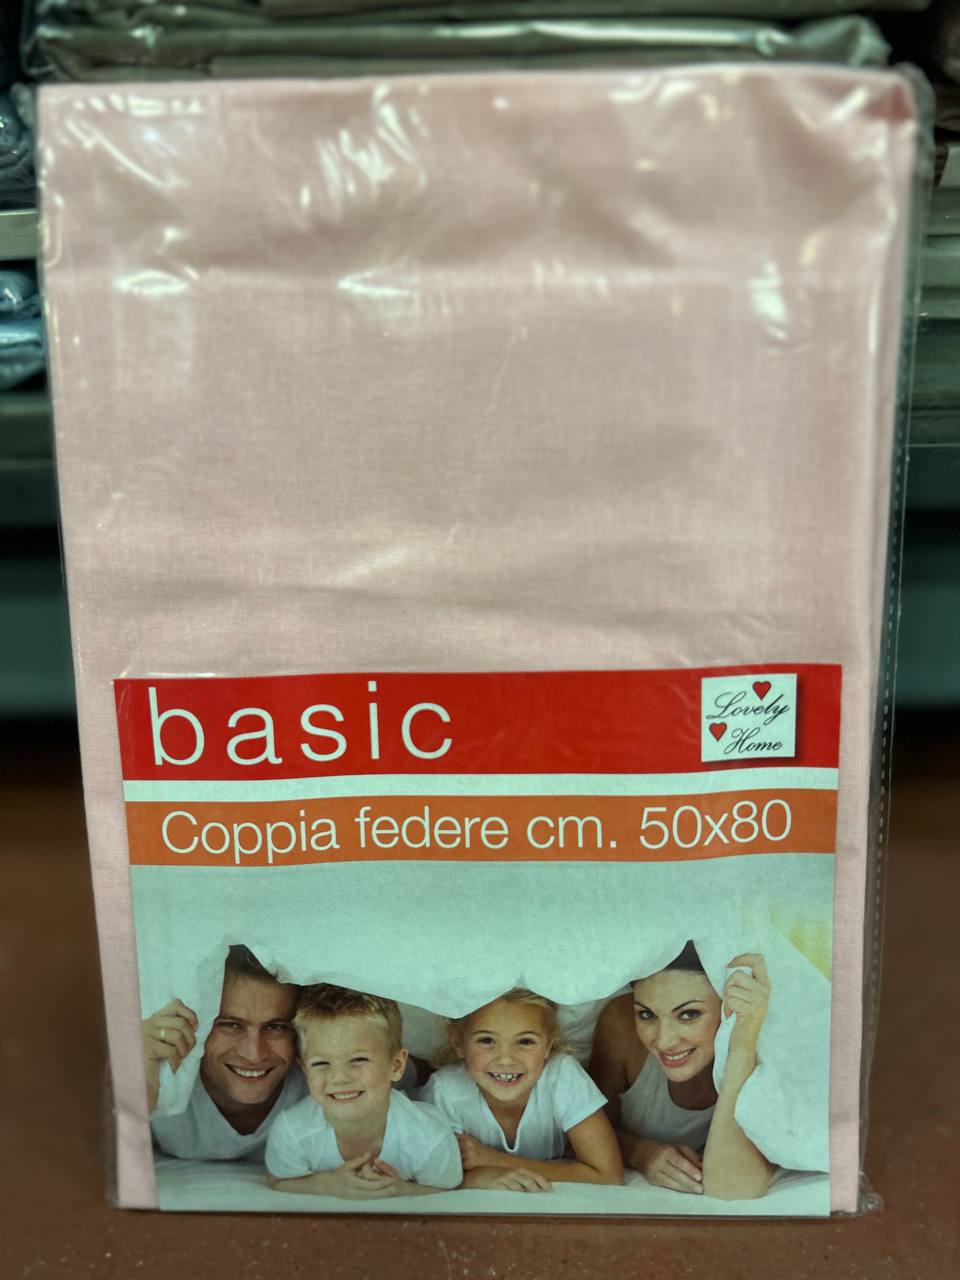 basic
Lovely
Home
Coppia federe cm. 50x80